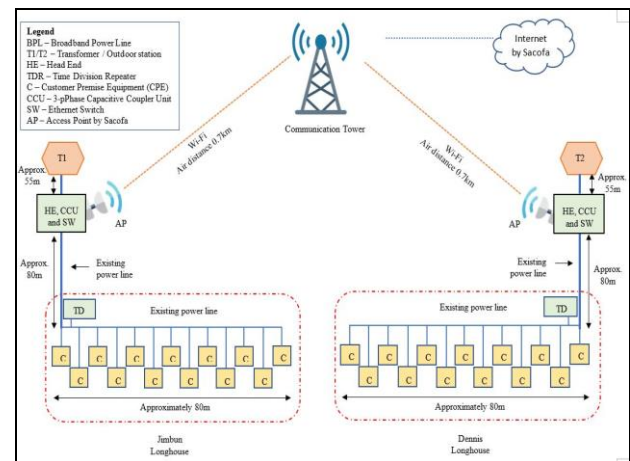 Legend
BPL – Broadband Power Line
T1/T2 – Transformer / Outdoor station
HE – Head End
TDR – Time Division Repeater
C – Customer Premise Equipment (CPE)
CCU – 3-pPhase Capacitive Coupler Unit
SW – Ethernet Switch
AP – Access Point by Sacofa
Internet
by Sacofa
Communication Tower
Wi-Fi
Air distance 0.7km
Wi-Fi
Air distance 0.7km
T1
Approx.
55m
HE, CCU
and SW
AP
Approx.
80m
Existing
power line
TD
Existing power line
C
C
C
C
C
C
C
C
C
C
C
C
C
Approximately 80m
Jimbun
Longhouse
T2
Approx.
55m
HE, CCU
and SW
AP
Approx.
80m
Existing
power line
TD
Existing power line
C
C
C
C
C
C
C
C
C
C
C
C
C
Approximately 80m
Dennis
Longhouse